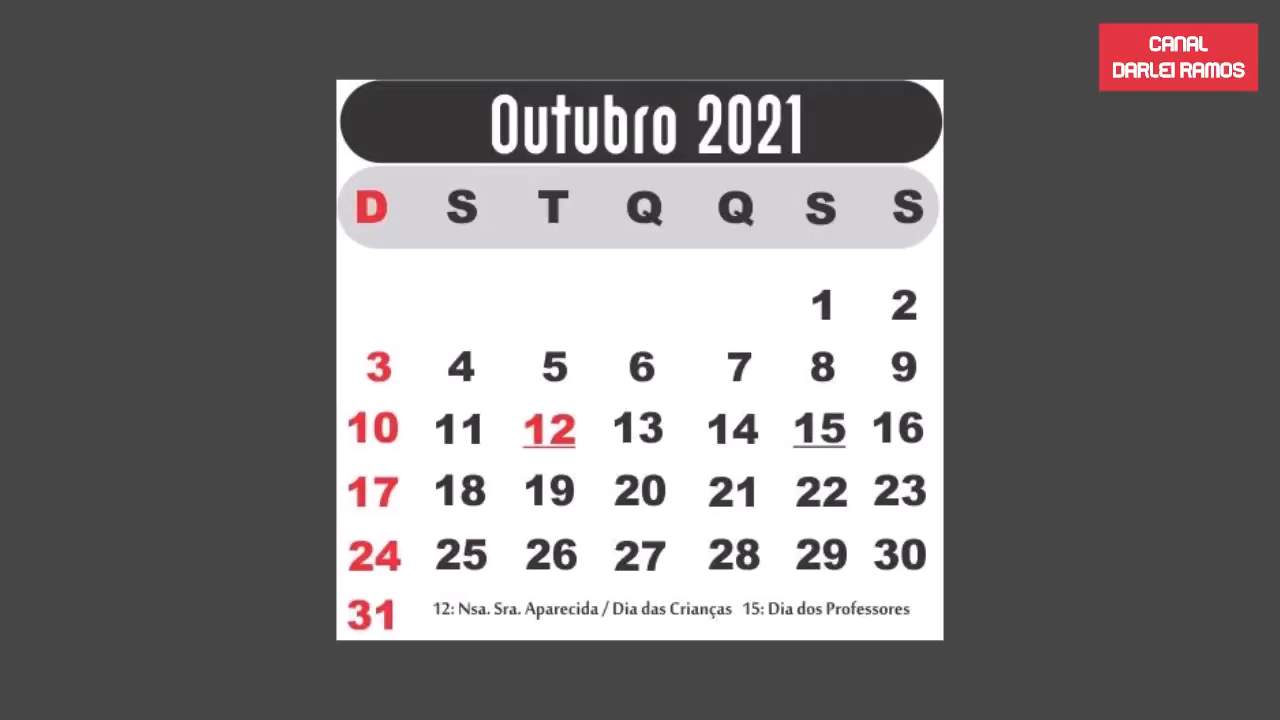 CANAL
DARLEI RAMOS
Outubro 2021
D S T Q Q S S
1 2
3 4 5 6 7 8 9
10 11 12 13 14 15 16
17 18 19 20 21 22 23
24 25 26 27 28 29 30
31 12: Nsa. Sra. Aparecida / Dia das Crianças 15: Dia dos Professores